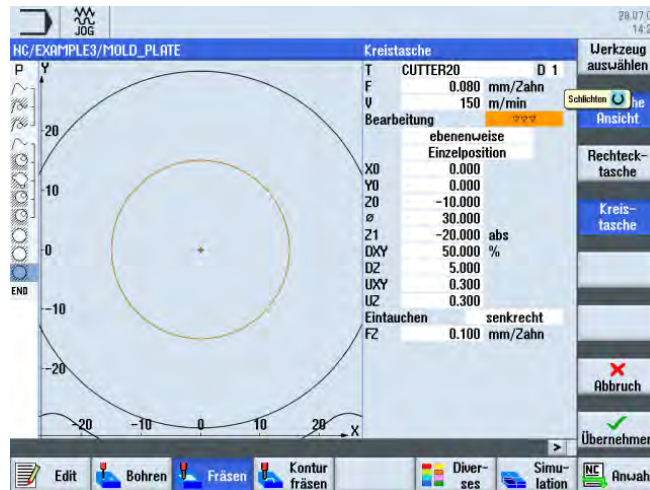 JOG
28.07.0
14:2
NC/EXAMPLE3/MOLD_PLATE
Kreistasche
Werkzeug
auswählen
P
Y
T CUTTER20 D 1
F 0.080 mm/Zahn
V 150 m/min
Schlichten
he
Ansicht
Bearbeitung ▽▽▽
ebenenweise
Einzelposition
X0 0.000
Y0 0.000
Z0 -10.000
ø 30.000
Z1 -20.000 abs
DXY 50.000 %
DZ 5.000
UXY 0.300
UZ 0.300
Eintauchen senkrecht
FZ 0.100 mm/Zahn
Rechteck-
tasche
Kreis-
tasche
20
10
0
-10
-20
END
-20 -10 0 10 20 X
Abbruch
Übernehmen
>
Edit
Bohren
Fräsen
Kontur
fräsen
Diver-
ses
Simu-
lation
NC
Anwah